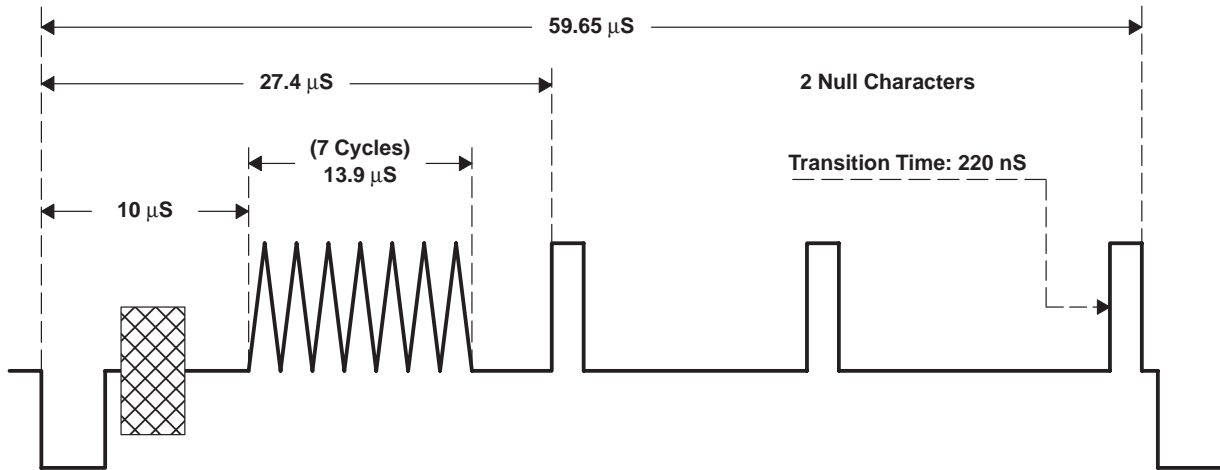 59.65 μS
27.4 μS
2 Null Characters
(7 Cycles)
13.9 μS
Transition Time: 220 nS
10 μS